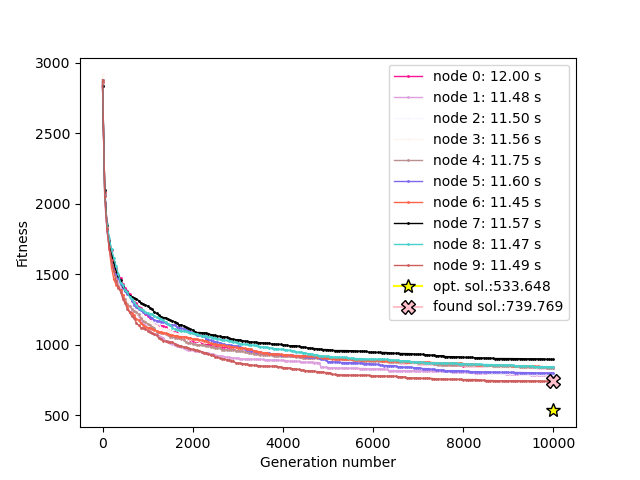 3000
2500
2000
1500
1000
500
Fitness
0
2000
4000
6000
8000
10000
Generation number
node 0: 12.00 s
node 1: 11.48 s
node 2: 11.50 s
node 3: 11.56 s
node 4: 11.75 s
node 5: 11.60 s
node 6: 11.45 s
node 7: 11.57 s
node 8: 11.47 s
node 9: 11.49 s
opt. sol.:533.648
found sol.:739.769